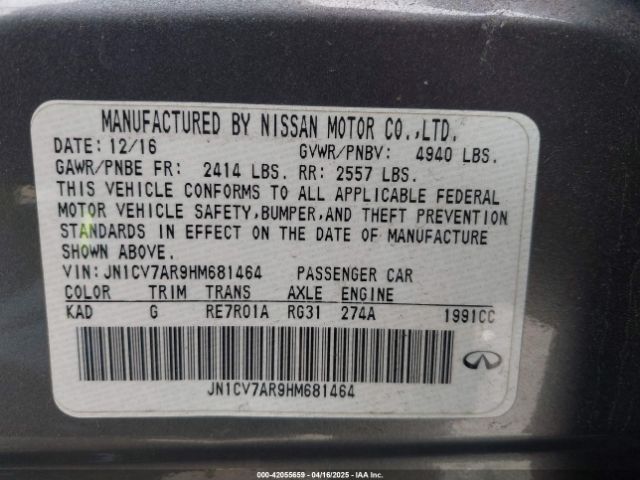 MANUFACTURED BY NISSAN MOTOR CO.,LTD.
DATE: 12/16 GVWR/PNBV: 4940 LBS.
GAWR/PNBE FR: 2414 LBS. RR: 2557 LBS.
THIS VEHICLE CONFORMS TO ALL APPLICABLE FEDERAL
MOTOR VEHICLE SAFETY,BUMPER,AND THEFT PREVENTION
STANDARDS IN EFFECT ON THE DATE OF MANUFACTURE
SHOWN ABOVE.
VIN: JN1CV7AR9HM681464 PASSENGER CAR
COLOR TRIM TRANS AXLE ENGINE
KAD G RE7R01A RG31 274A 1991CC
JN1CV7AR9HM681464
000-42055659 - 04/16/2025 - IAA Inc.